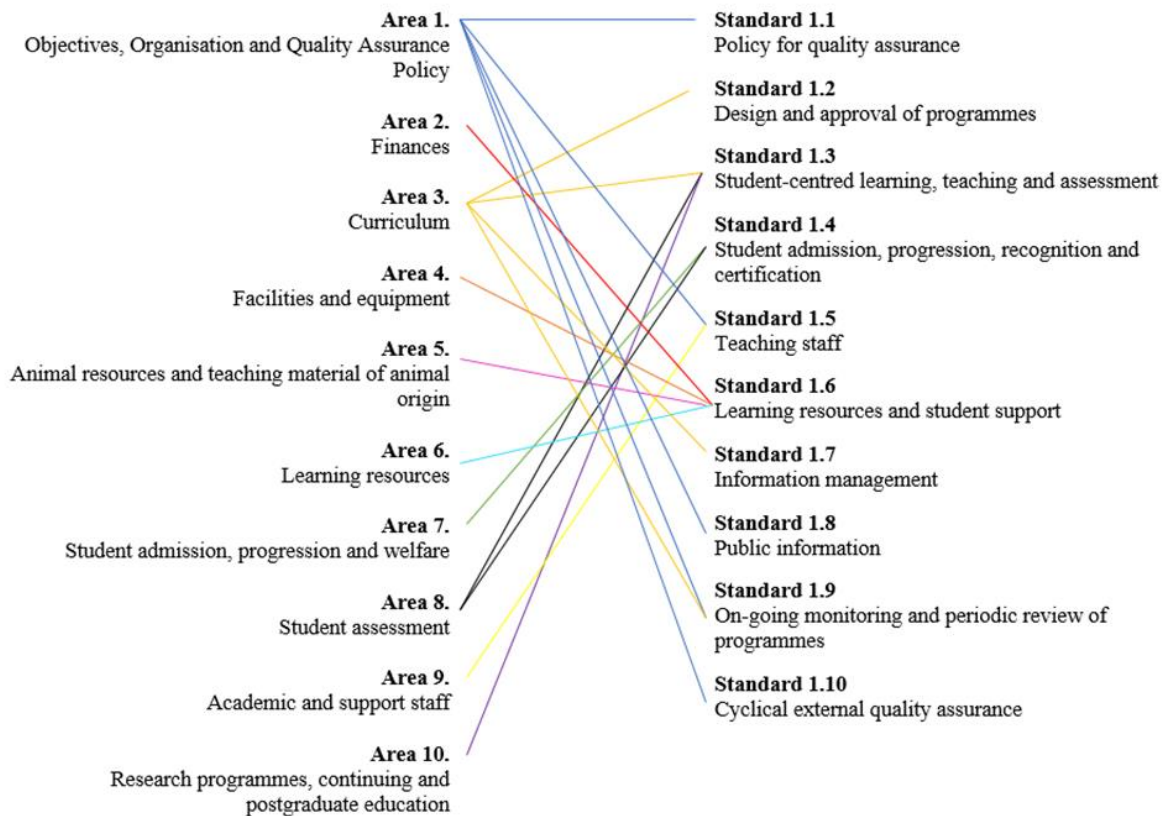 Area 1.
Objectives, Organisation and Quality Assurance
Policy
Area 2.
Finances
Area 3.
Curriculum
Area 4.
Facilities and equipment
Area 5.
Animal resources and teaching material of animal
origin
Area 6.
Learning resources
Area 7.
Student admission, progression and welfare
Area 8.
Student assessment
Area 9.
Academic and support staff
Area 10.
Research programmes, continuing and
postgraduate education
Standard 1.1
Policy for quality assurance
Standard 1.2
Design and approval of programmes
Standard 1.3
Student-centred learning, teaching and assessment
Standard 1.4
Student admission, progression, recognition and
certification
Standard 1.5
Teaching staff
Standard 1.6
Learning resources and student support
Standard 1.7
Information management
Standard 1.8
Public information
Standard 1.9
On-going monitoring and periodic review of
programmes
Standard 1.10
Cyclical external quality assurance